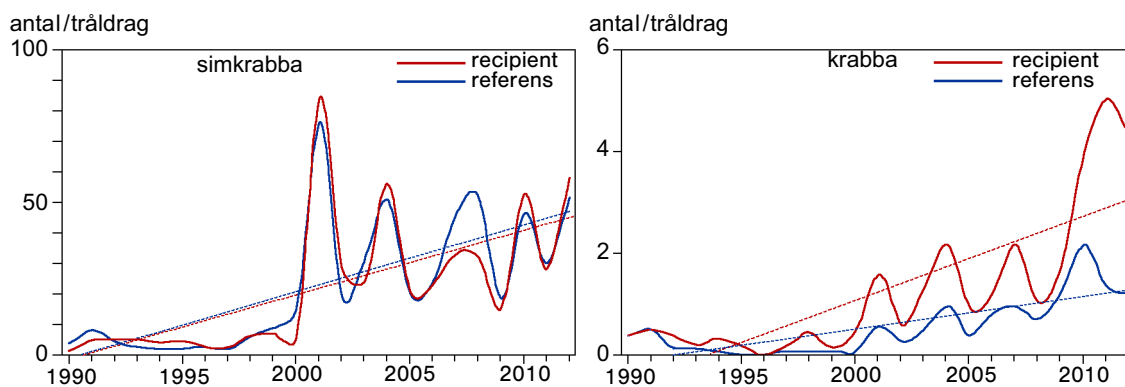 antal/tråldrag
100
simkrabba
recipient
referens
50
0
1990 1995 2000 2005 2010
antal/tråldrag
6
krabba
recipient
referens
4
2
0
1990 1995 2000 2005 2010